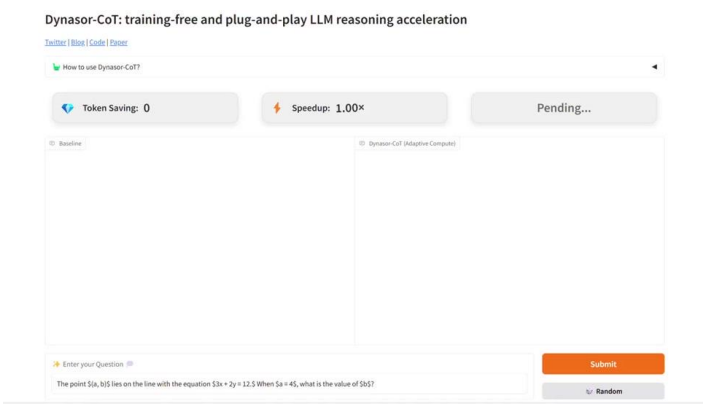 Dynasor-CoT: training-free and plug-and-play LLM reasoning acceleration
Twitter | Blog | Code | Paper
How to use Dynasor-CoT?
Token Saving: 0
Speedup: 1.00×
Pending...
Baseline
Dynasor-CoT (Adaptive Compute)
Enter your Question
Submit
The point $(a, b)$ lies on the line with the equation $3x + 2y = 12.$ When $a = 4$, what is the value of $b$?
Random